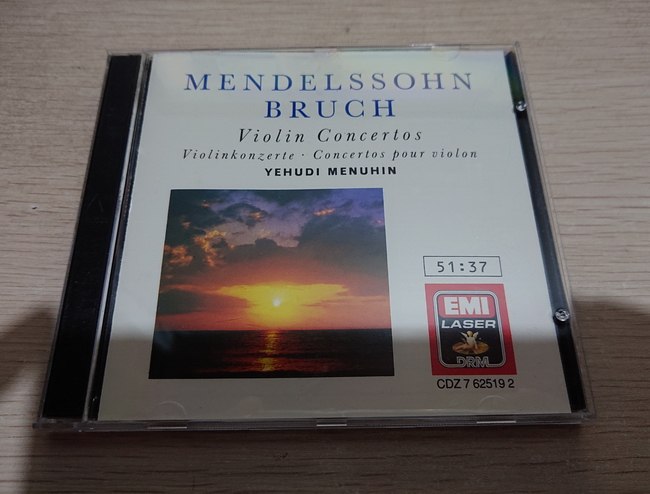 MENDELSSOHN
BRUCH
Violin Concertos
Violinkonzerte · Concertos pour violon
YEHUDI MENUHIN
51:37
EMI
LASER
DRM
CDZ 7 62519 2